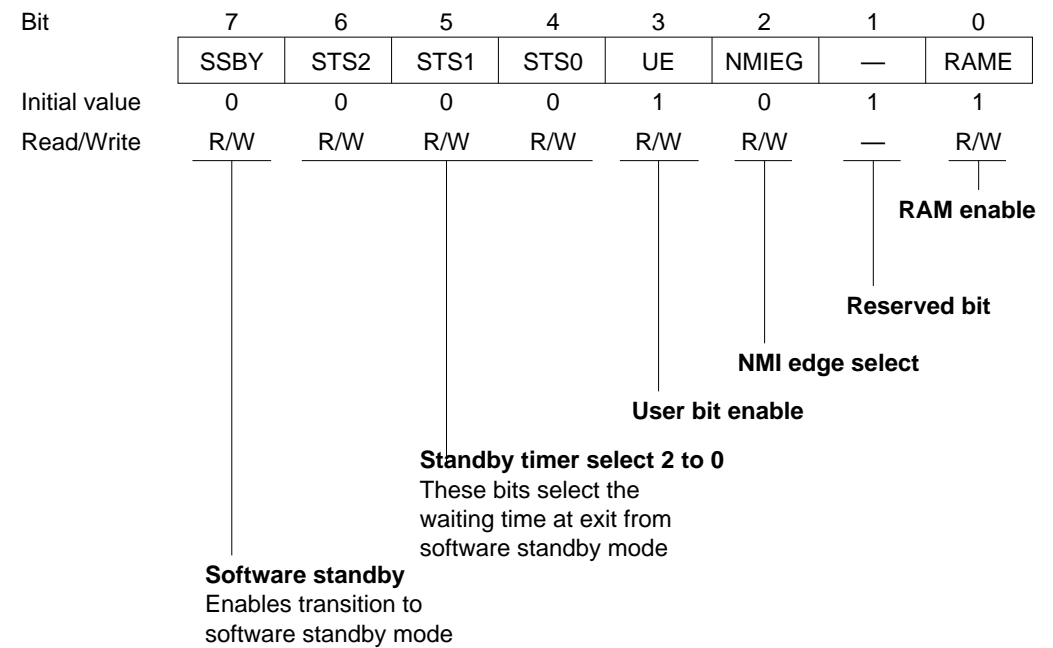 Bit 7 6 5 4 3 2 1 0
SSBY STS2 STS1 STS0 UE NMIEG — RAME
Initial value 0 0 0 0 1 0 1 1
Read/Write R/W R/W R/W R/W R/W R/W — R/W
RAM enable
Reserved bit
NMI edge select
User bit enable
Standby timer select 2 to 0
These bits select the
waiting time at exit from
software standby mode
Software standby
Enables transition to
software standby mode